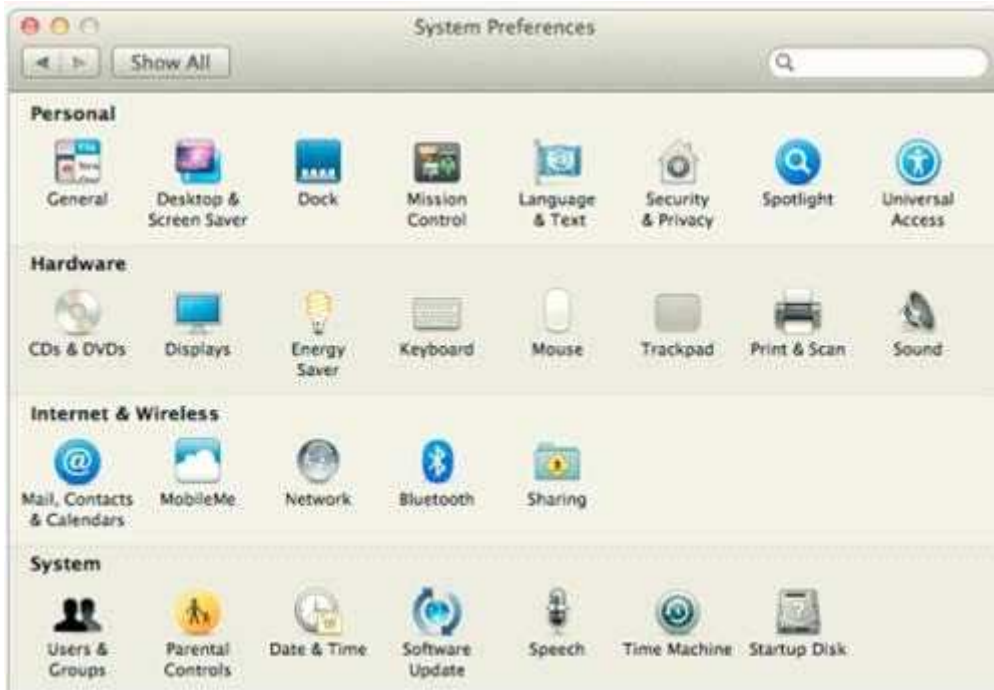 System Preferences
Show All
Personal
General
Desktop &
Screen Saver
Dock
Mission
Control
Language
& Text
Security
& Privacy
Spotlight
Universal
Access
Hardware
CDs & DVDs
Displays
Energy
Saver
Keyboard
Mouse
Trackpad
Print & Scan
Sound
Internet & Wireless
Mail, Contacts
& Calendars
MobileMe
Network
Bluetooth
Sharing
System
Users &
Groups
Parental
Controls
Date & Time
Software
Update
Speech
Time Machine
Startup Disk